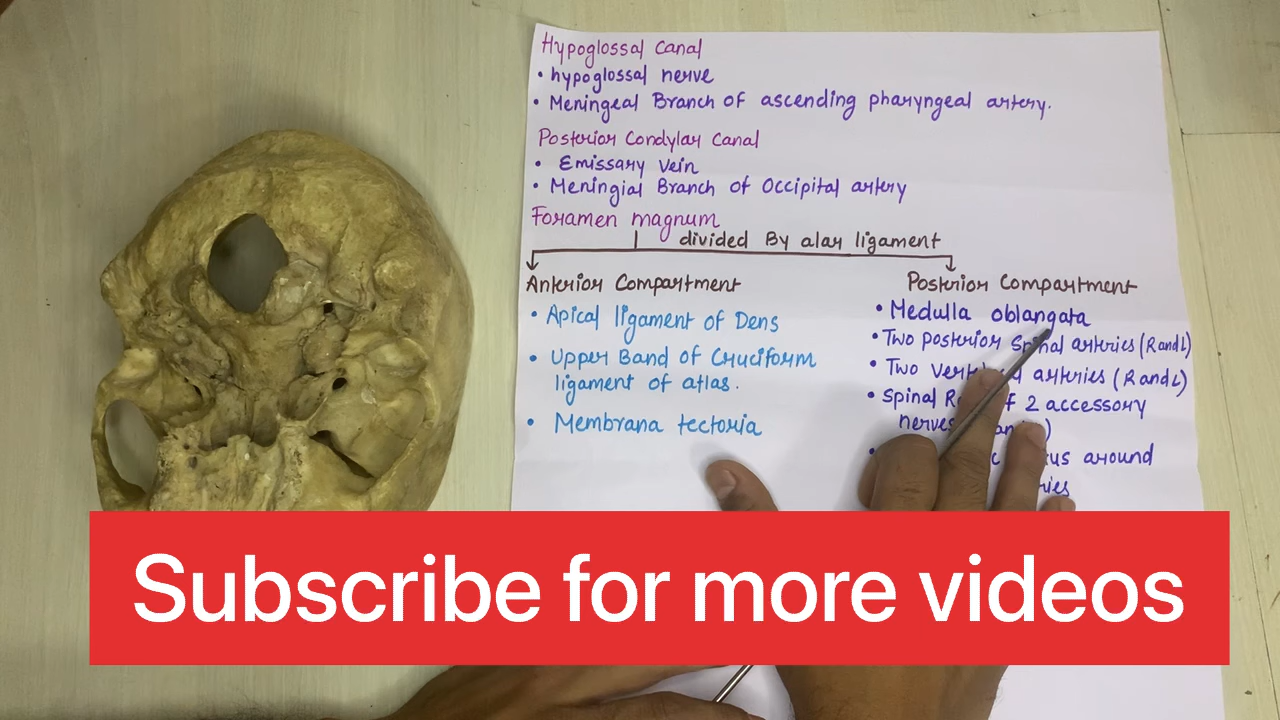 Hypoglossal Canal
• hypoglossal nerve
• Meningeal Branch of ascending pharyngeal artery.
Posterior Condylar Canal
• Emissary vein
• Meningial Branch of Occipital artery
Foramen magnum
divided By alar ligament
Anterior Compartment
• Apical ligament of Dens
• Upper Band of Cruciform
ligament of atlas.
• Membrana tectoria
Posterior Compartment
• Medulla oblangata
• Two posterior spinal arteries (R and L)
• Two arteries (R and L)
• Spinal 2 accessory
around
Subscribe for more videos